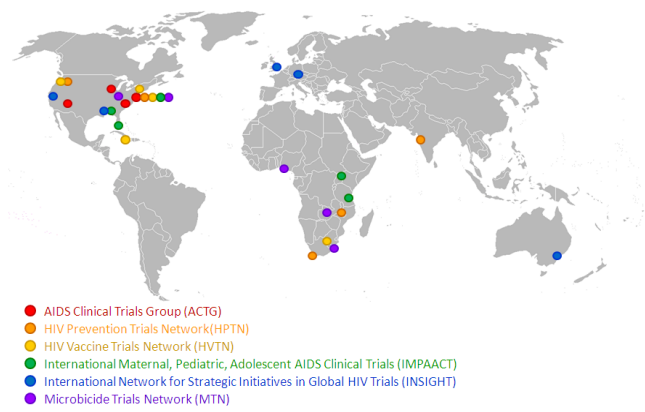 AIDS Clinical Trials Group (ACTG)
HIV Prevention Trials Network(HPTN)
HIV Vaccine Trials Network (HVTN)
International Maternal, Pediatric, Adolescent AIDS Clinical Trials (IMPAACT)
International Network for Strategic Initiatives in Global HIV Trials (INSIGHT)
Microbicide Trials Network (MTN)